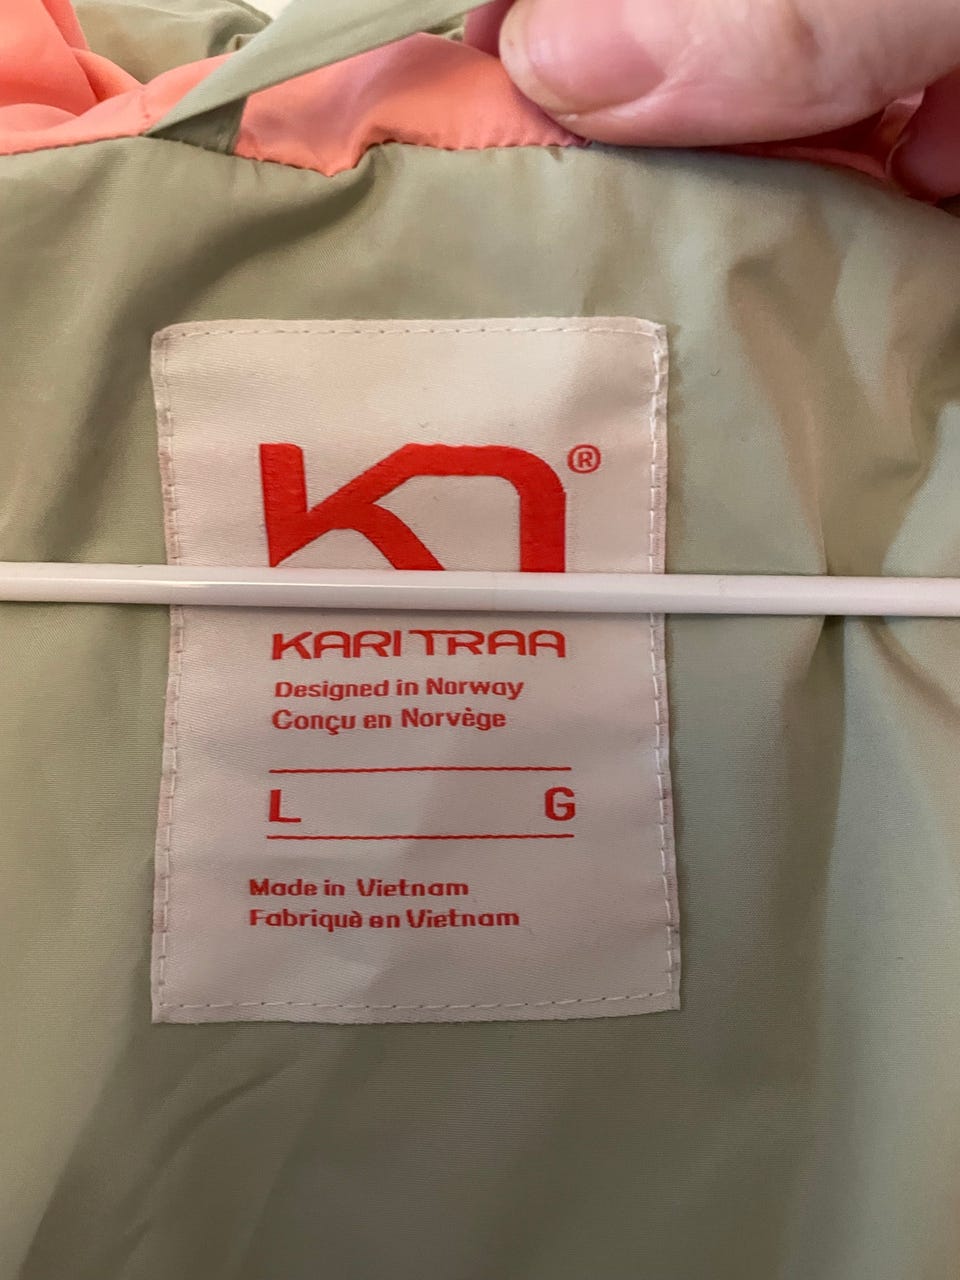 ®
KARI TRAA
Designed in Norway
Conçu en Norvège
L G
Made in Vietnam
Fabriquè en Vietnam